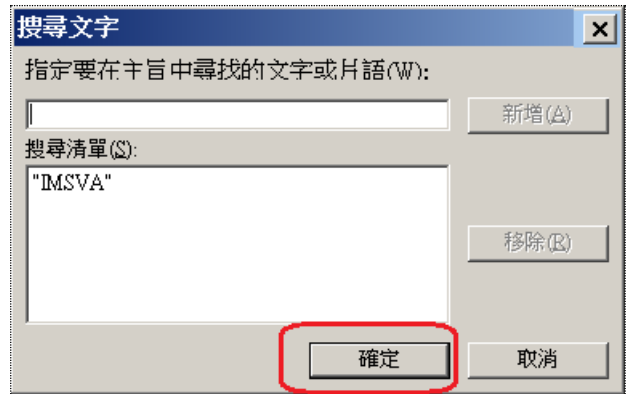 搜尋文字
指定要在主旨中尋找的文字或片語(W):
新增(A)
搜尋清單(S):
"IMSVA"
移除(R)
確定
取消